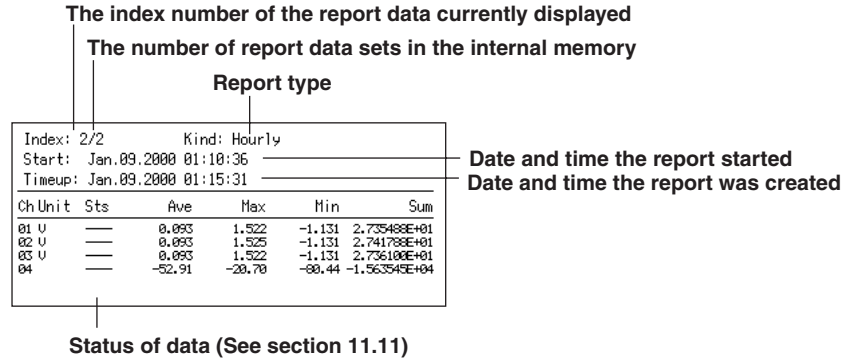 The index number of the report data currently displayed
The number of report data sets in the internal memory
Report type
Index: 2/2 Kind: Hourly
Start: Jan.09.2000 01:10:36
Date and time the report started
Timeup: Jan.09.2000 01:15:31
Date and time the report was created
Ch Unit Sts Ave Max Min Sum
01 V —— 0.093 1.522 -1.131 2.735488E+01
02 V —— 0.093 1.525 -1.131 2.741788E+01
03 V —— 0.093 1.522 -1.131 2.736100E+01
04 —— -52.91 -20.70 -80.44 -1.563545E+04
Status of data (See section 11.11)